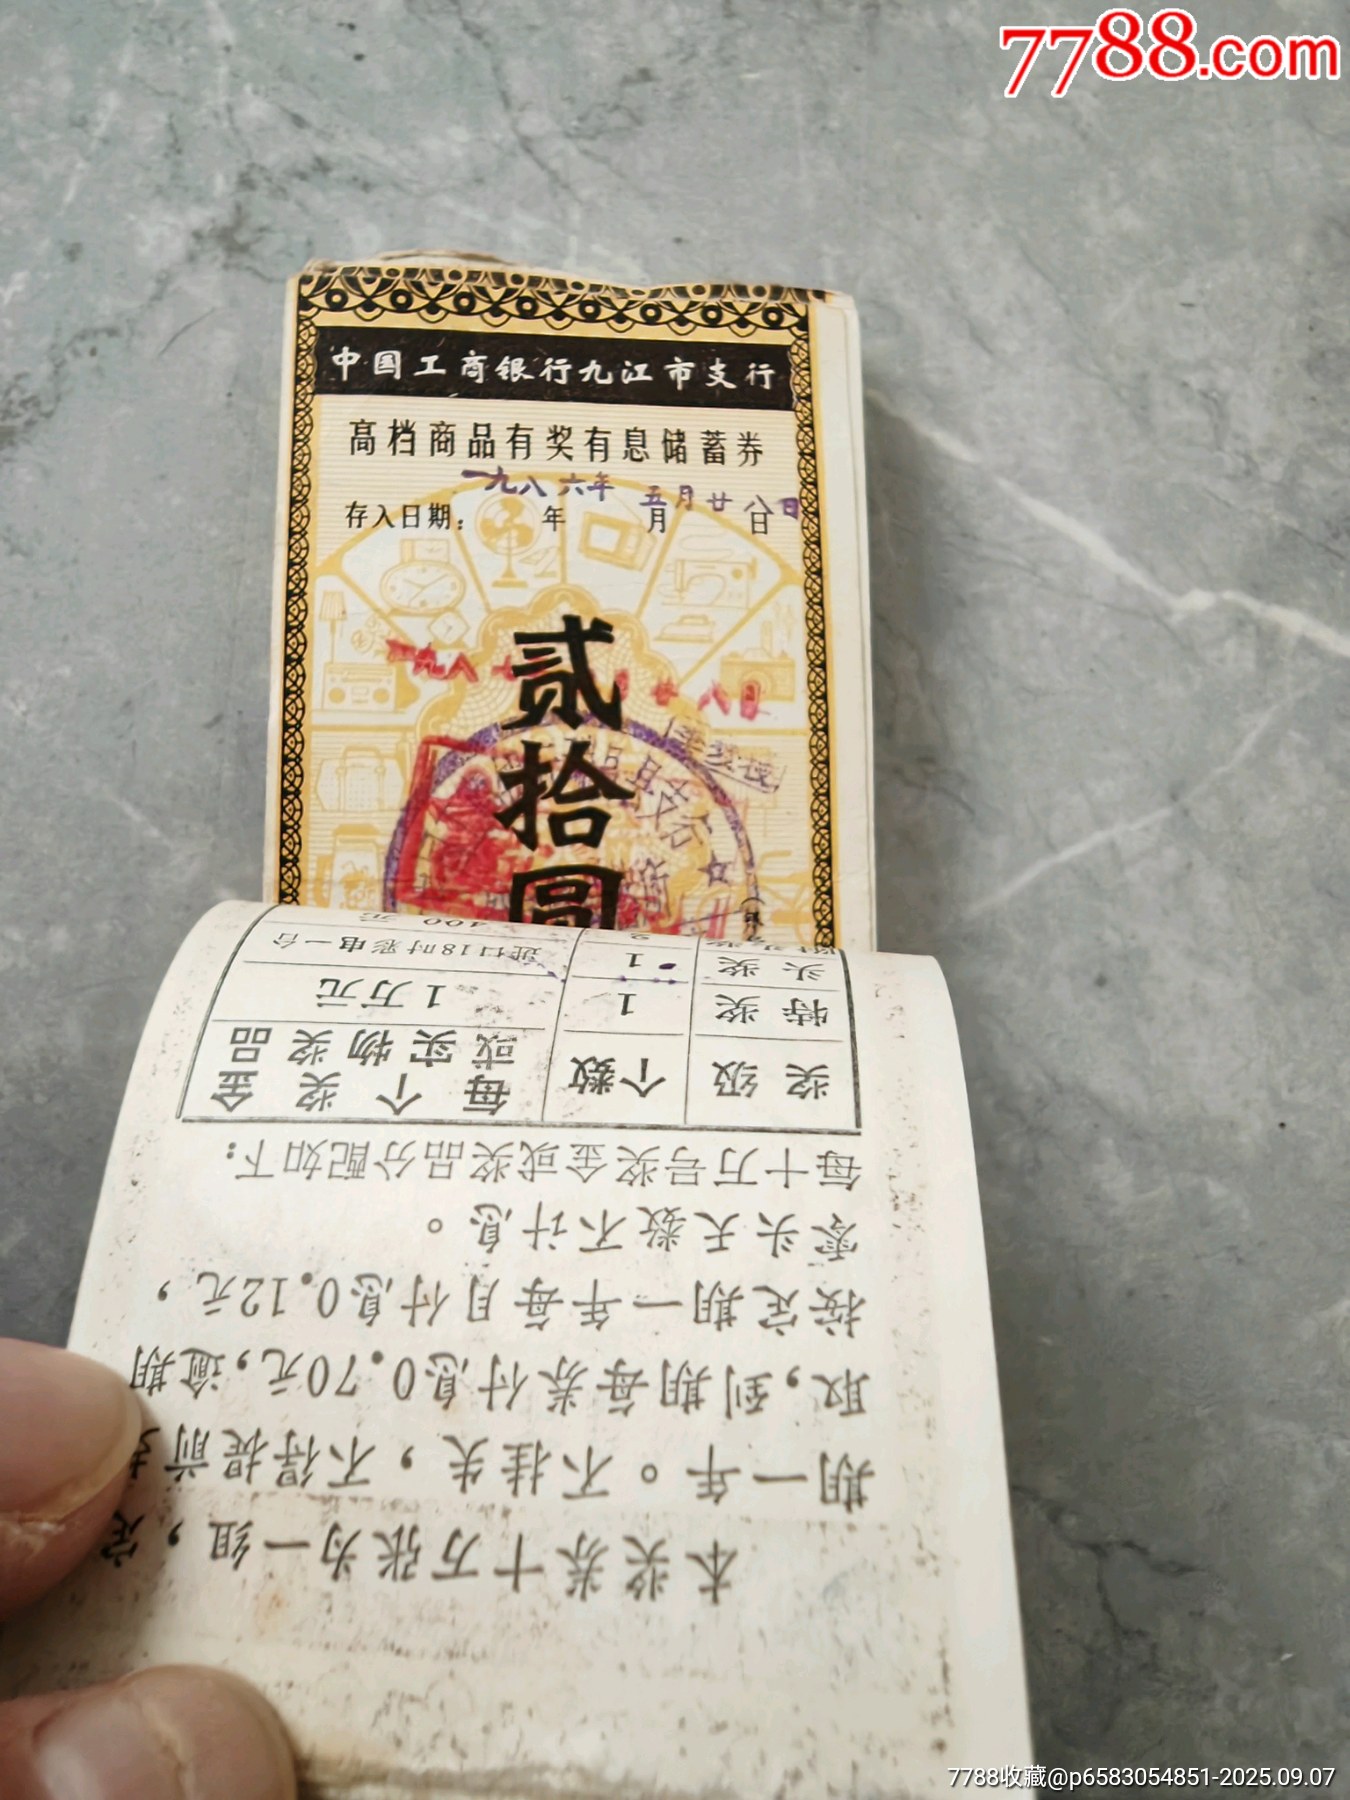 7788.com
中国工商银行九江市支行
高档商品有奖有息储蓄券
一九八六年 五月廿八日
存入日期： 年 月 日
贰拾圆
本奖券十万张为一组，定
期一年。不挂失，不得提前支
取，到期每券付息0.70元，逾期
按定期一年每月付息0.12元，
零头天数不计息。
每十万号奖金或奖品分配如下：
奖级 个数 每个奖金或实物奖品
特奖 1 1万元
头奖 1 进口18吋彩电一台
400元
7788收藏@p6583054851-2025.09.07